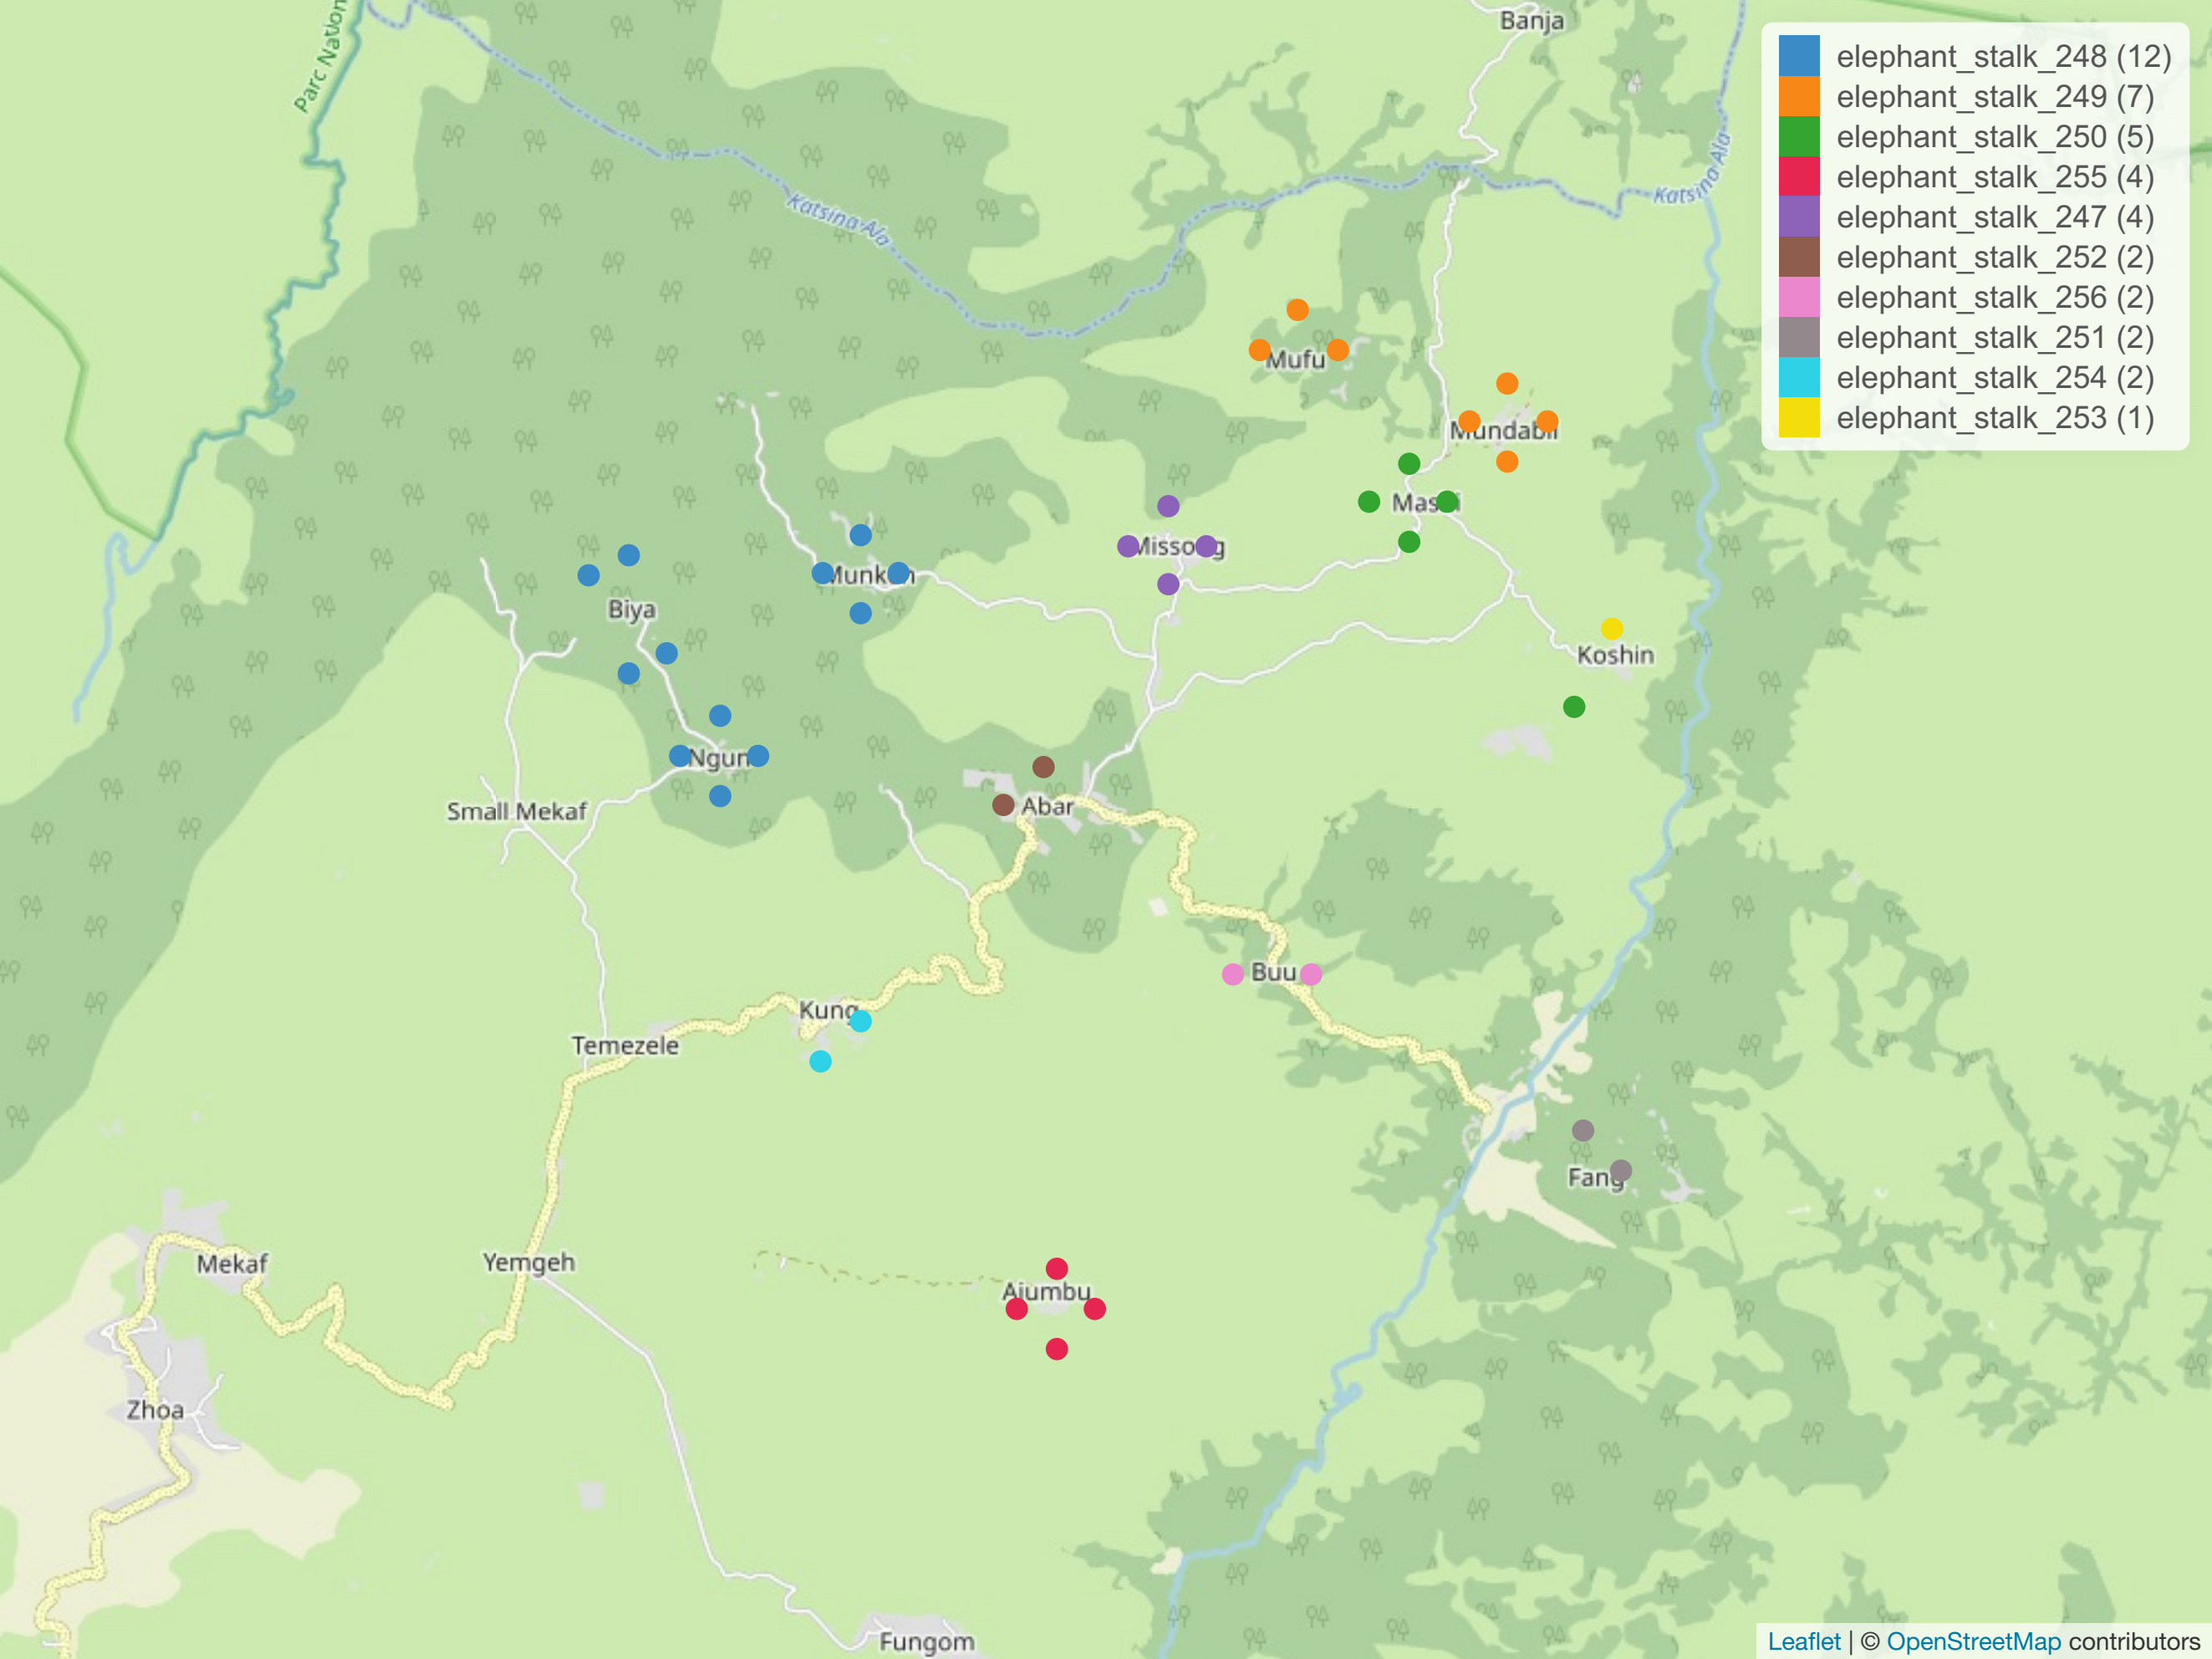 Parc Nation
Banja
Katsina Ala
Katsina Ala
elephant_stalk_248 (12)
elephant_stalk_249 (7)
elephant_stalk_250 (5)
elephant_stalk_255 (4)
elephant_stalk_247 (4)
elephant_stalk_252 (2)
elephant_stalk_256 (2)
elephant_stalk_251 (2)
elephant_stalk_254 (2)
elephant_stalk_253 (1)
Mufu
Mundabli
Missong
Biya
Koshin
Ngun
Small Mekaf
Abar
Buu
Kung
Temezele
Fang
Mekaf
Yemgeh
Ajumbu
Zhoa
Fungom
Leaflet | © OpenStreetMap contributors